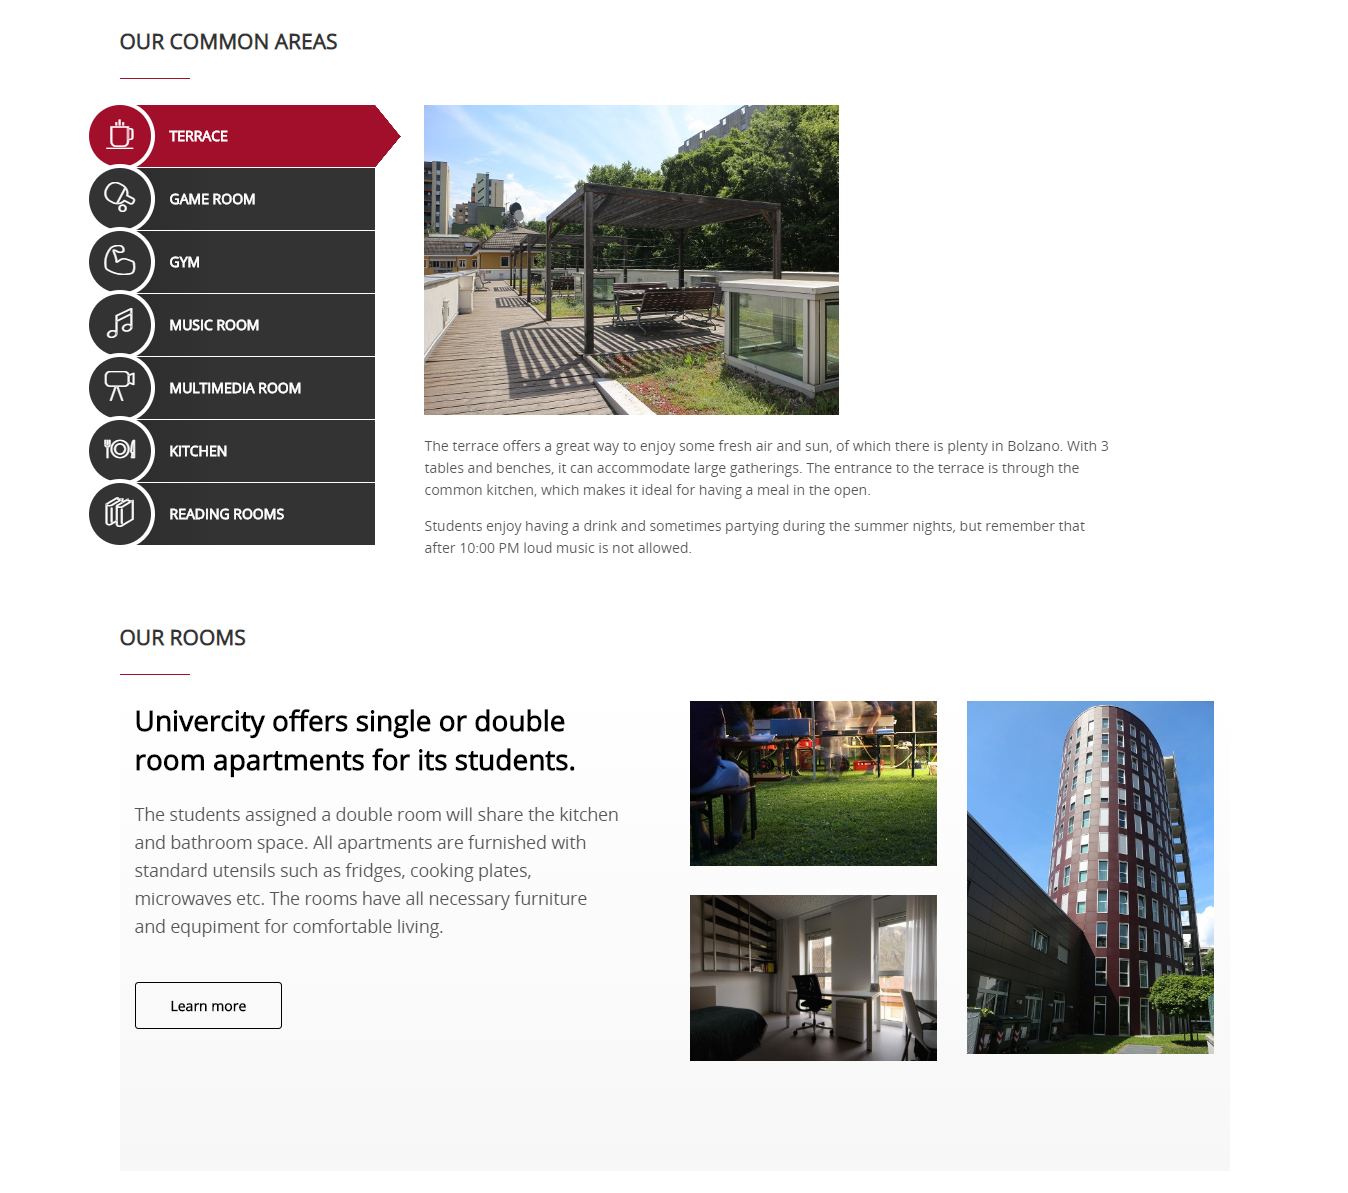 OUR COMMON AREAS
TERRACE
GAME ROOM
GYM
MUSIC ROOM
MULTIMEDIA ROOM
KITCHEN
READING ROOMS
The terrace offers a great way to enjoy some fresh air and sun, of which there is plenty in Bolzano. With 3
tables and benches, it can accommodate large gatherings. The entrance to the terrace is through the
common kitchen, which makes it ideal for having a meal in the open.
Students enjoy having a drink and sometimes partying during the summer nights, but remember that
after 10:00 PM loud music is not allowed.
OUR ROOMS
Univercity offers single or double
room apartments for its students.
The students assigned a double room will share the kitchen
and bathroom space. All apartments are furnished with
standard utensils such as fridges, cooking plates,
microwaves etc. The rooms have all necessary furniture
and equpiment for comfortable living.
Learn more